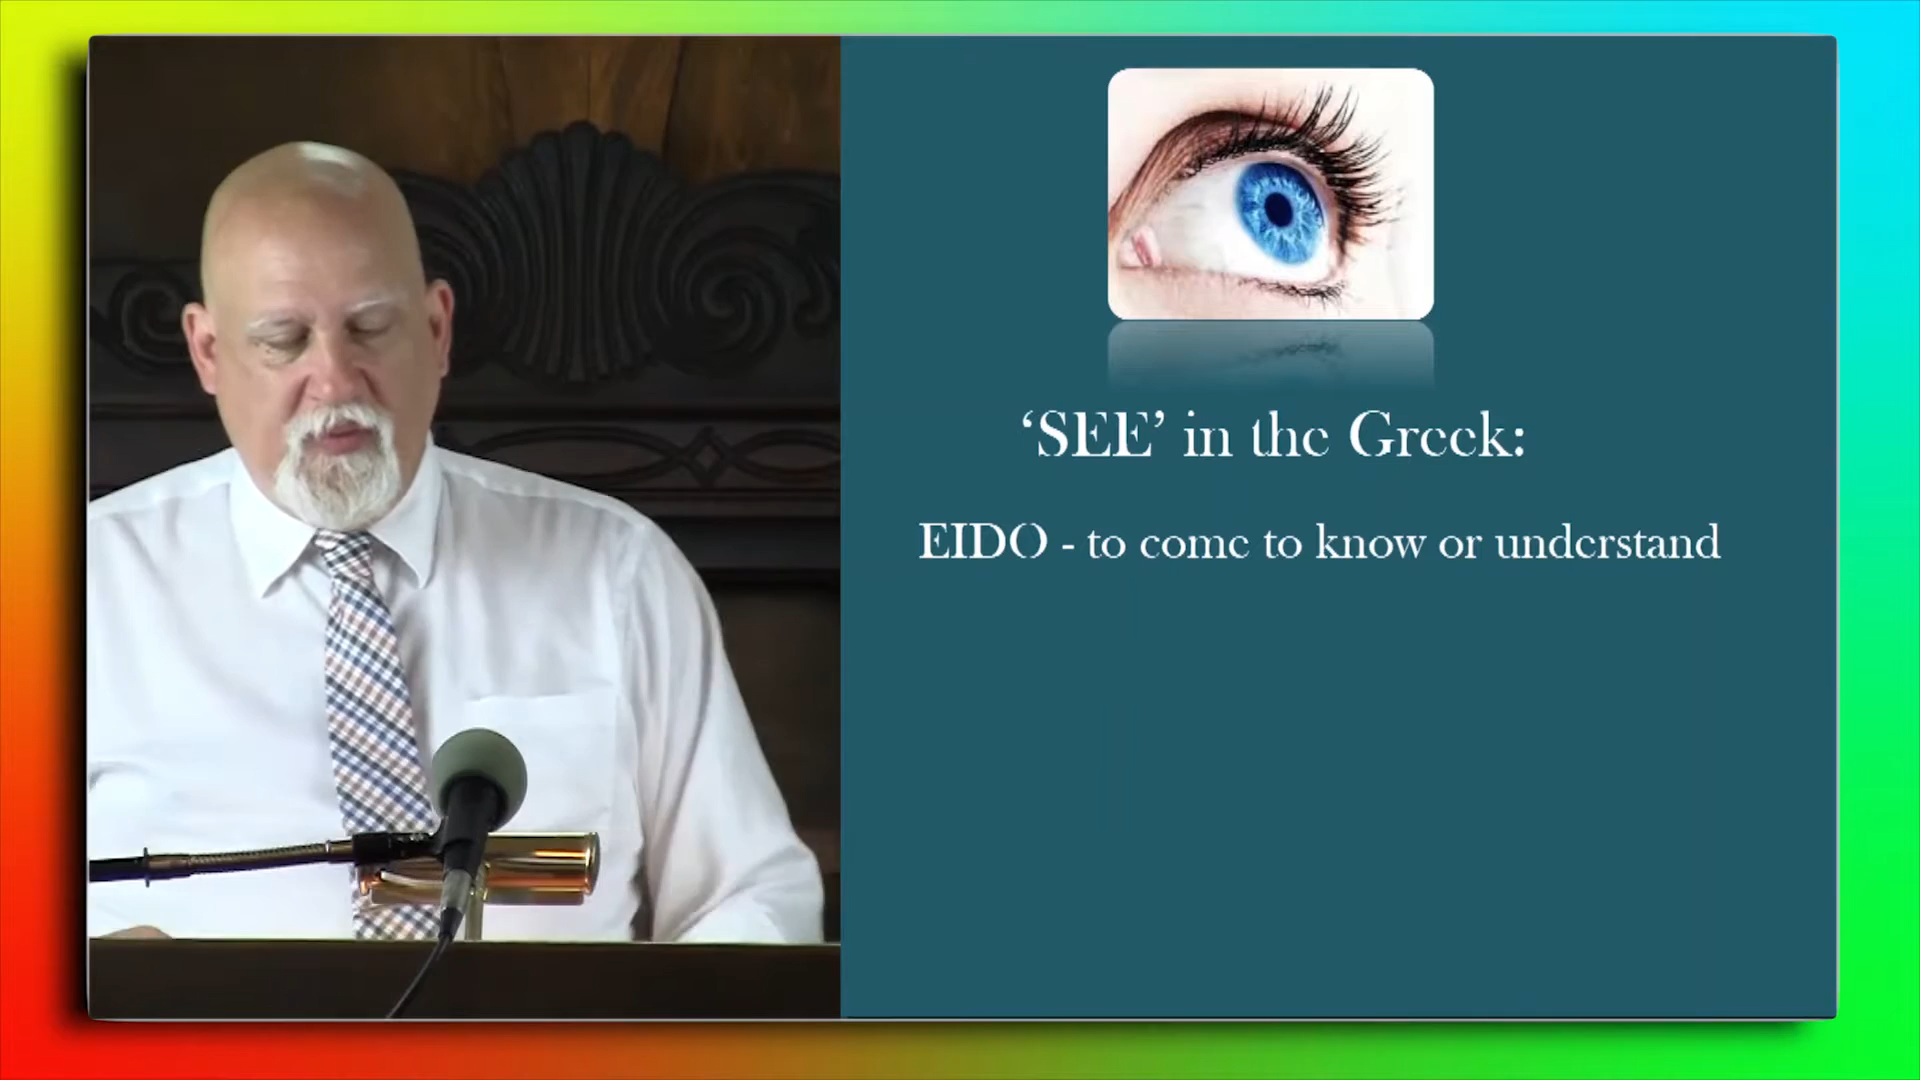 ‘SEE’ in the Greek:
EIDO - to come to know or understand